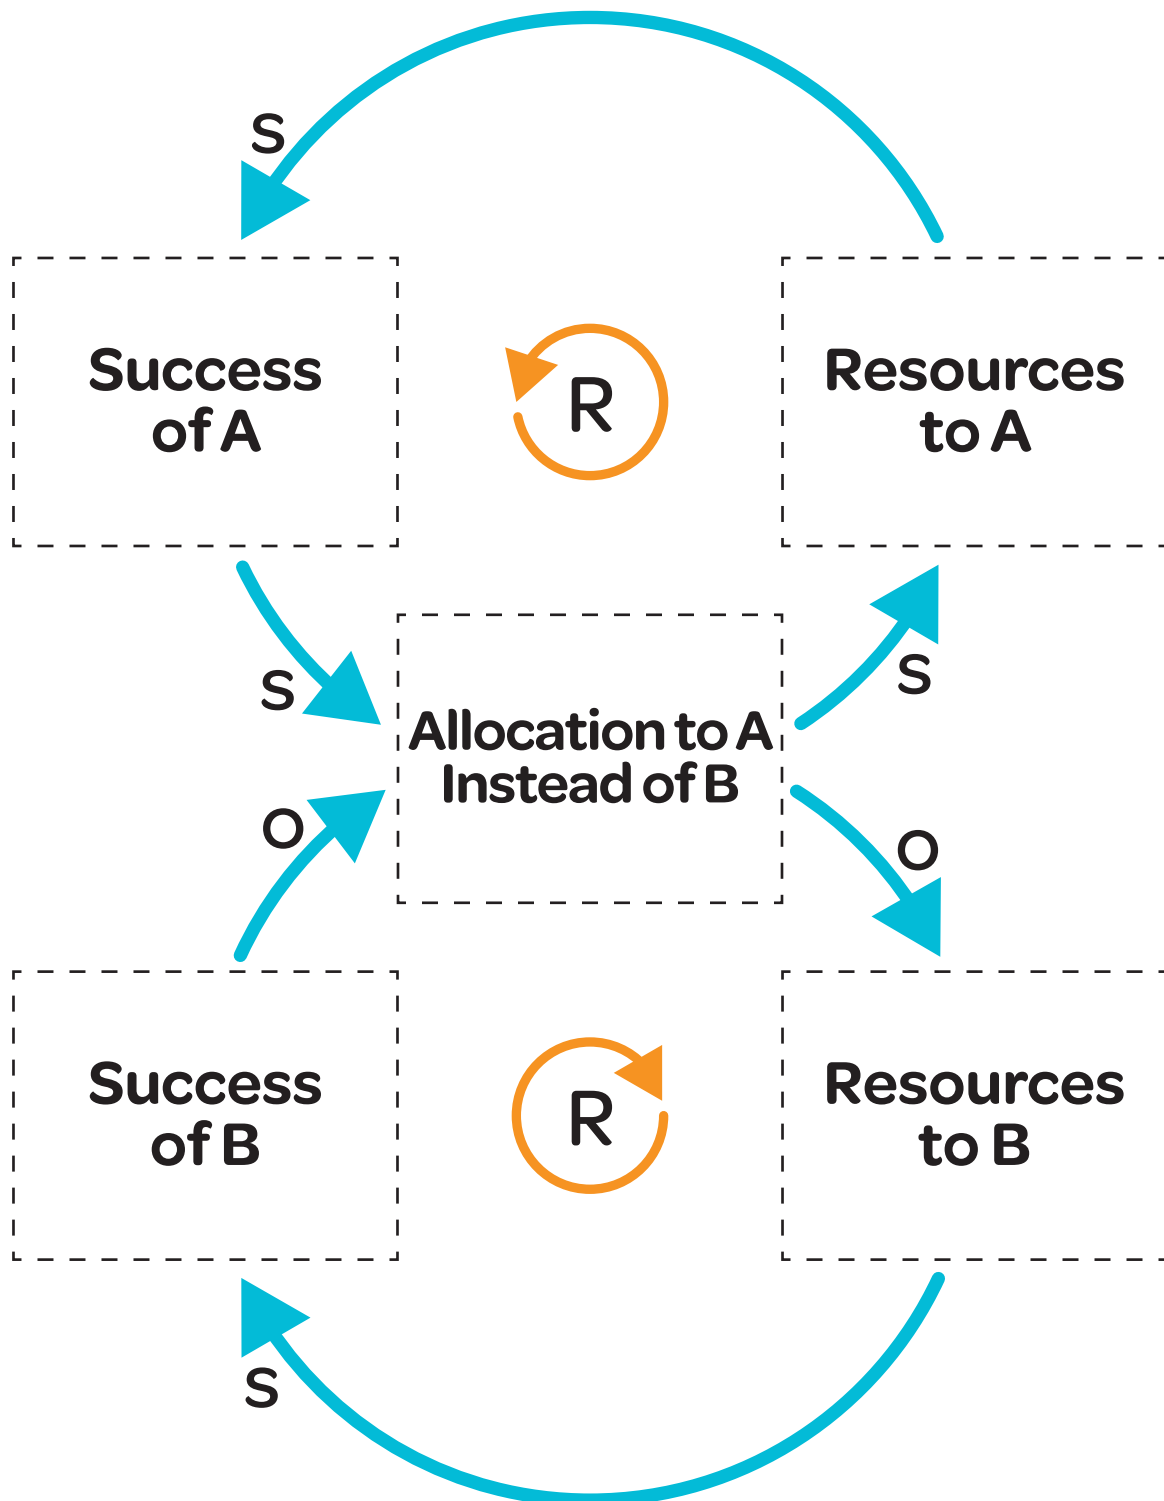 S
Success
of A
R
Resources
to A
S
S
Allocation to A
Instead of B
O
O
Success
of B
R
Resources
to B
S